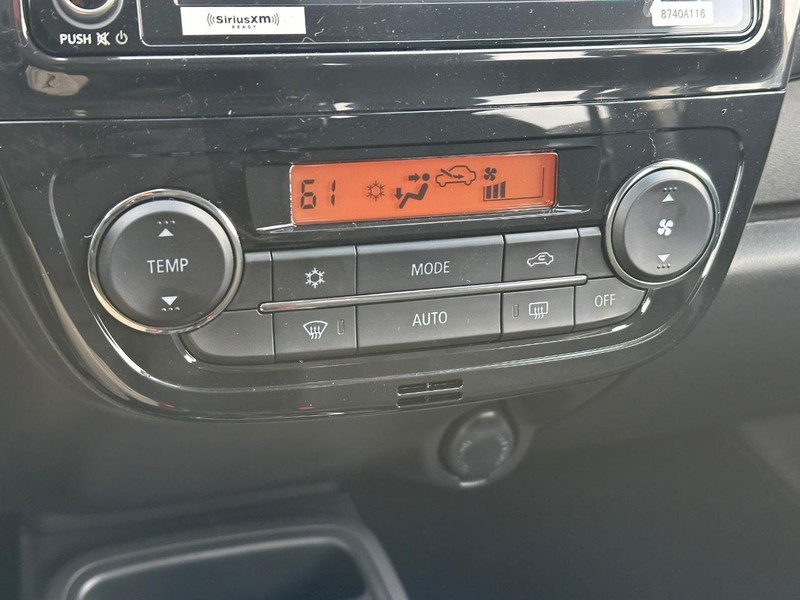 SiriusXM
READY
8740A116
PUSH
61
TEMP
MODE
AUTO
OFF